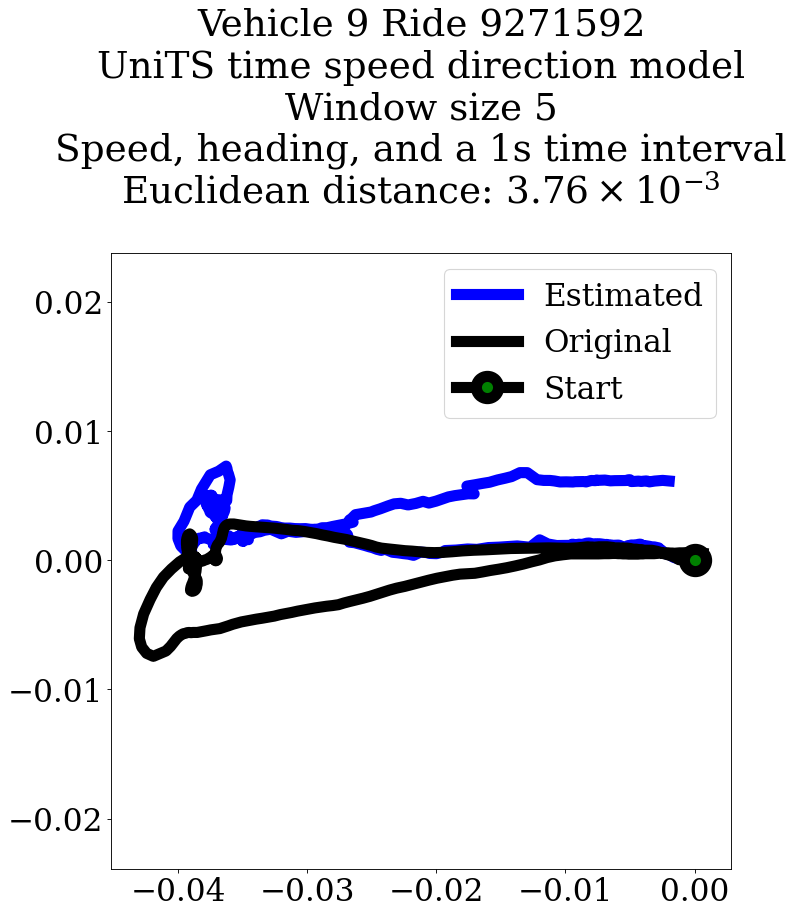 Vehicle 9 Ride 9271592
UniTS time speed direction model
Window size 5
Speed, heading, and a 1s time interval
Euclidean distance: 3.76 × 10⁻³
Estimated
Original
Start
0.02
0.01
0.00
−0.01
−0.02
−0.04 −0.03 −0.02 −0.01 0.00